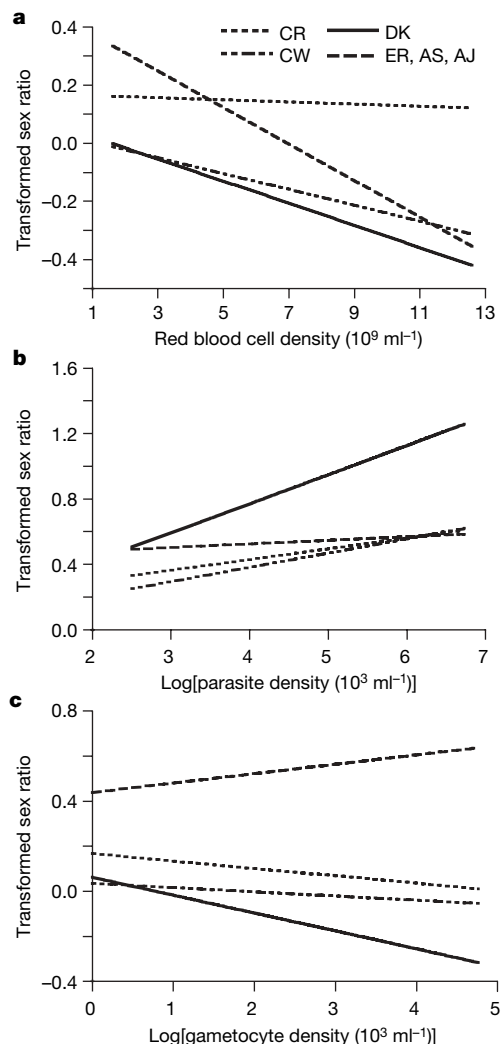 a
CR
DK
CW
ER, AS, AJ
Transformed sex ratio
0.4
0.2
0.0
−0.2
−0.4
1 3 5 7 9 11 13
Red blood cell density (10⁹ ml⁻¹)
b
Transformed sex ratio
1.6
1.2
0.8
0.4
0.0
2 3 4 5 6 7
Log[parasite density (10³ ml⁻¹)]
c
Transformed sex ratio
0.8
0.4
0.0
−0.4
0 1 2 3 4 5
Log[gametocyte density (10³ ml⁻¹)]